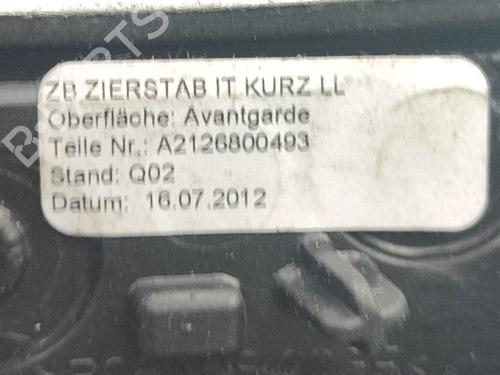 ZB ZIERSTAB IT KURZ LL
Oberfläche: Avantgarde
Teile Nr.: A2126800493
Stand: Q02
Datum: 16.07.2012